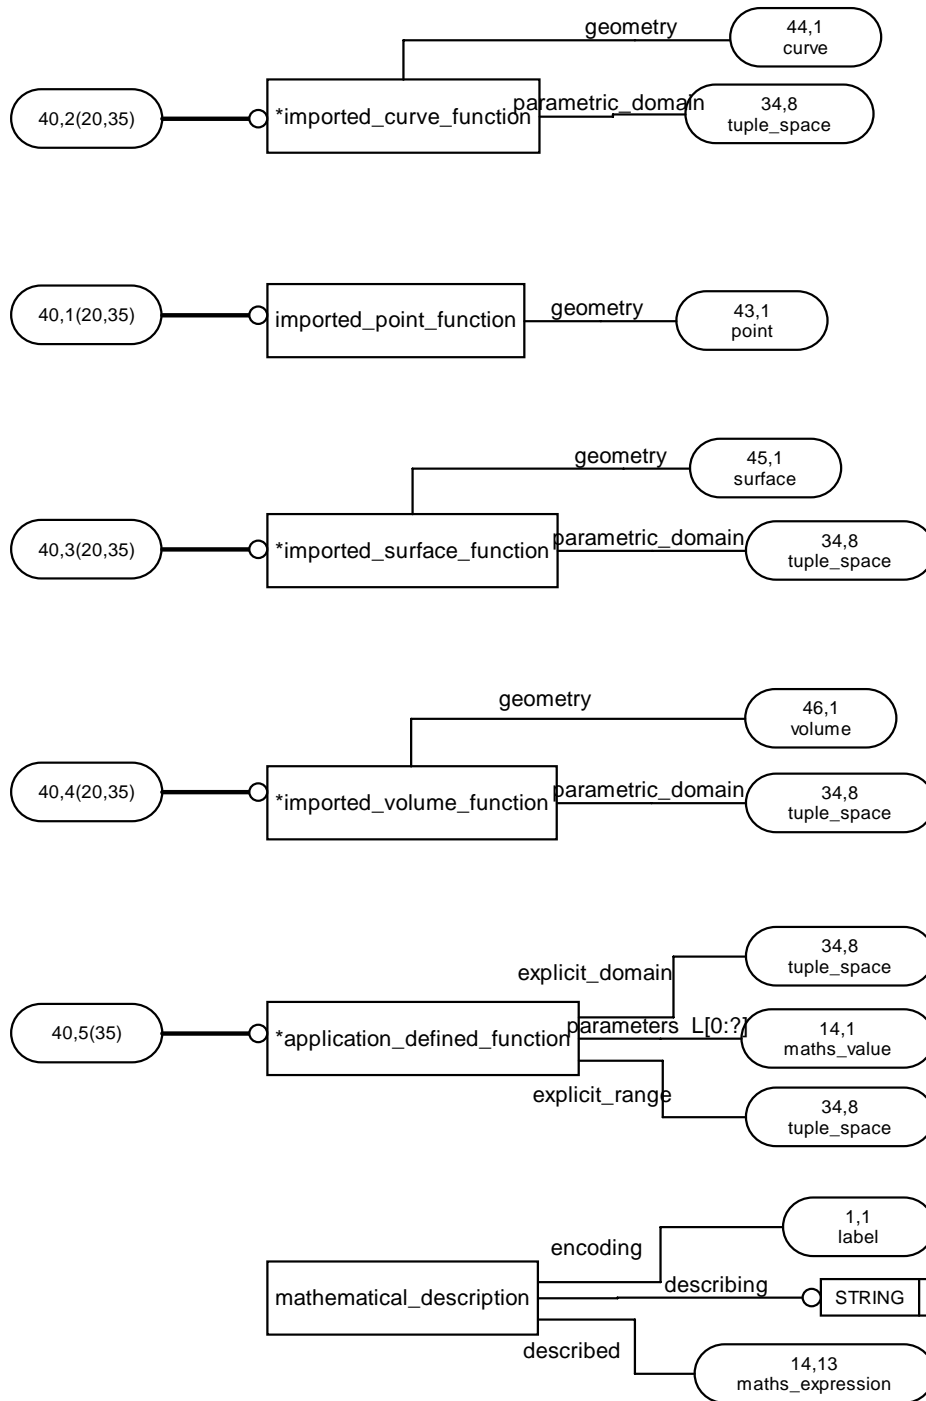 geometry
44,1
curve
40,2(20,35)
*imported_curve_function
parametric_domain
34,8
tuple_space
40,1(20,35)
imported_point_function
geometry
43,1
point
geometry
45,1
surface
40,3(20,35)
*imported_surface_function
parametric_domain
34,8
tuple_space
geometry
46,1
volume
40,4(20,35)
*imported_volume_function
parametric_domain
34,8
tuple_space
explicit_domain
34,8
tuple_space
40,5(35)
*application_defined_function
parameters L[0:?]
14,1
maths_value
explicit_range
34,8
tuple_space
encoding
1,1
label
mathematical_description
describing
STRING
described
14,13
maths_expression